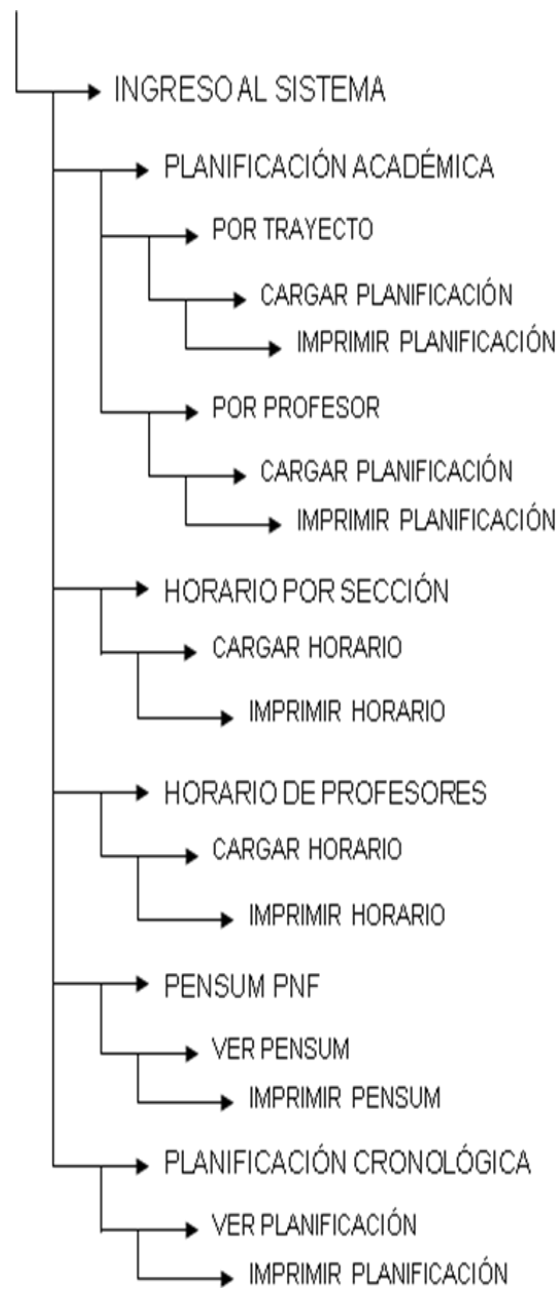 INGRESO AL SISTEMA
PLANIFICACIÓN ACADÉMICA
POR TRAYECTO
CARGAR PLANIFICACIÓN
IMPRIMIR PLANIFICACIÓN
POR PROFESOR
CARGAR PLANIFICACIÓN
IMPRIMIR PLANIFICACIÓN
HORARIO POR SECCIÓN
CARGAR HORARIO
IMPRIMIR HORARIO
HORARIO DE PROFESORES
CARGAR HORARIO
IMPRIMIR HORARIO
PENSUM PNF
VER PENSUM
IMPRIMIR PENSUM
PLANIFICACIÓN CRONOLÓGICA
VER PLANIFICACIÓN
IMPRIMIR PLANIFICACIÓN